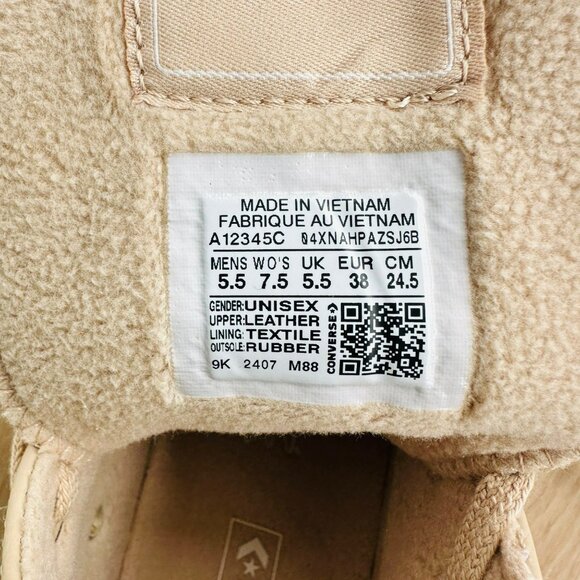 MADE IN VIETNAM
FABRIQUE AU VIETNAM
A12345C 04XNAHPAZSJ6B
MENS WO'S UK EUR CM
5.5 7.5 5.5 38 24.5
GENDER:UNISEX
UPPER:LEATHER
LINING:TEXTILE
OUTSOLE:RUBBER
CONVERSE
9K 2407 M88